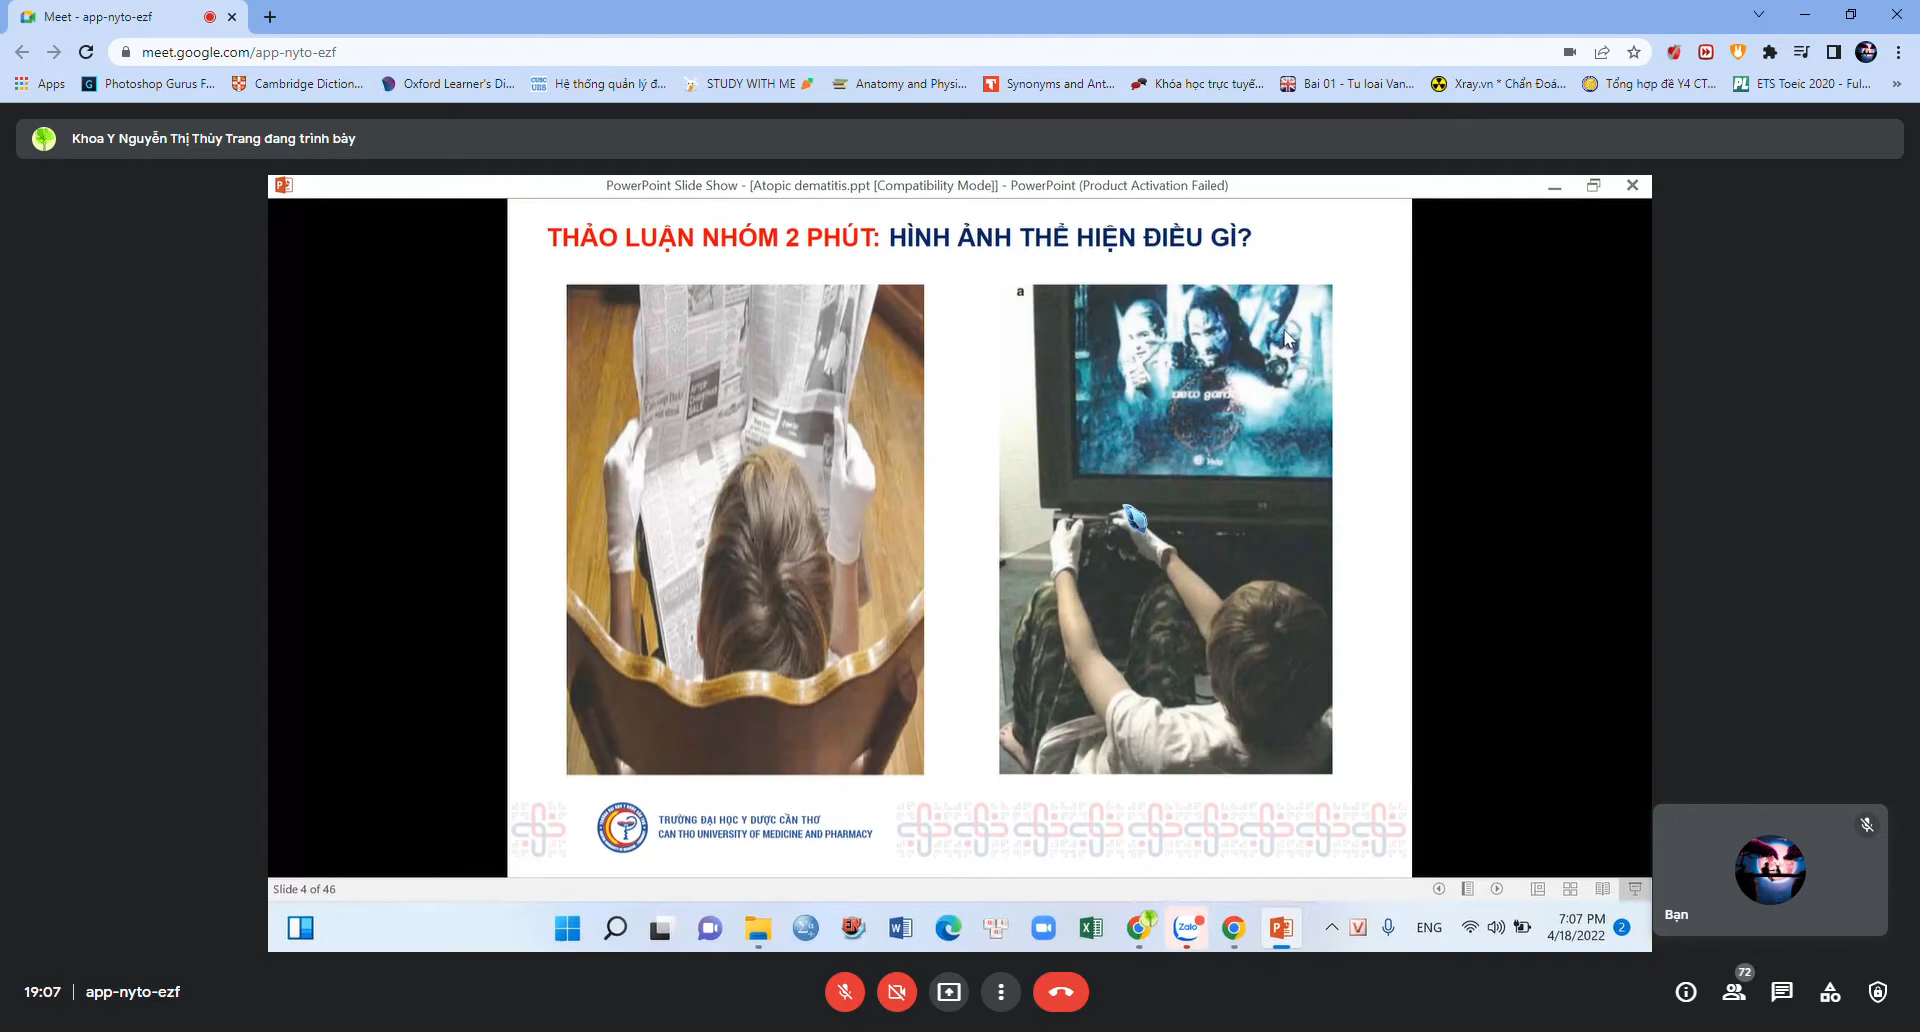 Meet - app-nyto-ezf
meet.google.com/app-nyto-ezf
Apps
Photoshop Gurus F...
Cambridge Diction...
Oxford Learner's Di...
Hệ thống quản lý đ...
STUDY WITH ME
Anatomy and Physi...
Synonyms and Ant...
Khóa học trực tuyế...
Bai 01 - Tu loai Van...
Xray.vn * Chẩn Đoá...
Tổng hợp đề Y4 CT...
ETS Toeic 2020 - Ful...
Khoa Y Nguyễn Thị Thùy Trang đang trình bày
PowerPoint Slide Show - [Atopic dematitis.ppt [Compatibility Mode]] - PowerPoint (Product Activation Failed)
THẢO LUẬN NHÓM 2 PHÚT: HÌNH ẢNH THỂ HIỆN ĐIỀU GÌ?
a
Help
TRƯỜNG ĐẠI HỌC Y DƯỢC CẦN THƠ
CAN THO UNIVERSITY OF MEDICINE AND PHARMACY
Slide 4 of 46
Bạn
Zalo
ENG
7:07 PM
4/18/2022
2
19:07
app-nyto-ezf
72